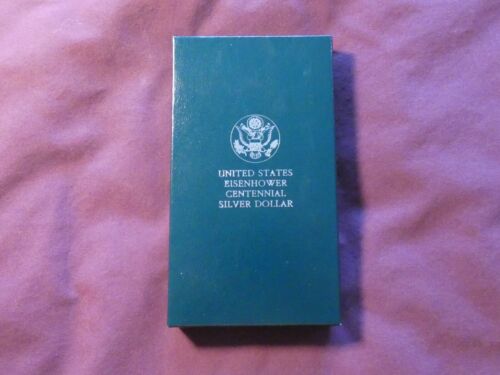 UNITED STATES
EISENHOWER
CENTENNIAL
SILVER DOLLAR